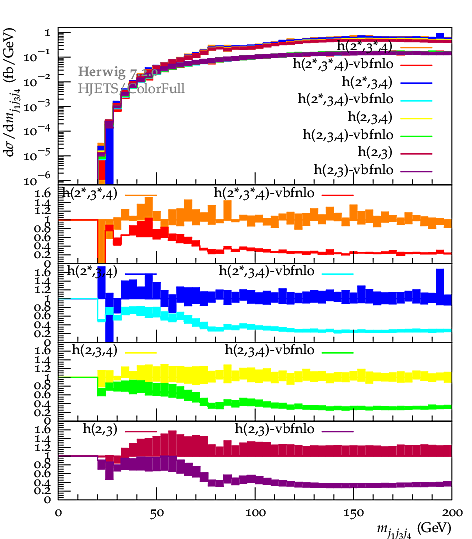 dσ/dm_{j₁j₃j₄} (fb/GeV)
1
10⁻¹
10⁻²
10⁻³
10⁻⁴
10⁻⁵
10⁻⁶
Herwig
HJETS/ColorFull
h(2*,3*,4)
h(2*,3*,4)-vbfnlo
h(2*,3,4)
h(2*,3,4)-vbfnlo
h(2,3,4)
h(2,3,4)-vbfnlo
h(2,3)
h(2,3)-vbfnlo
h(2*,3*,4) h(2*,3*,4)-vbfnlo
1.6
1.4
1.2
1
0.8
0.6
0.4
0.2
0
h(2*,3,4) h(2*,3,4)-vbfnlo
1.6
1.4
1.2
1
0.8
0.6
0.4
0.2
0
h(2,3,4) h(2,3,4)-vbfnlo
1.6
1.4
1.2
1
0.8
0.6
0.4
0.2
0
h(2,3) h(2,3)-vbfnlo
1.6
1.4
1.2
1
0.8
0.6
0.4
0.2
0
0 50 100 150 200
m_{j₁j₃j₄} (GeV)